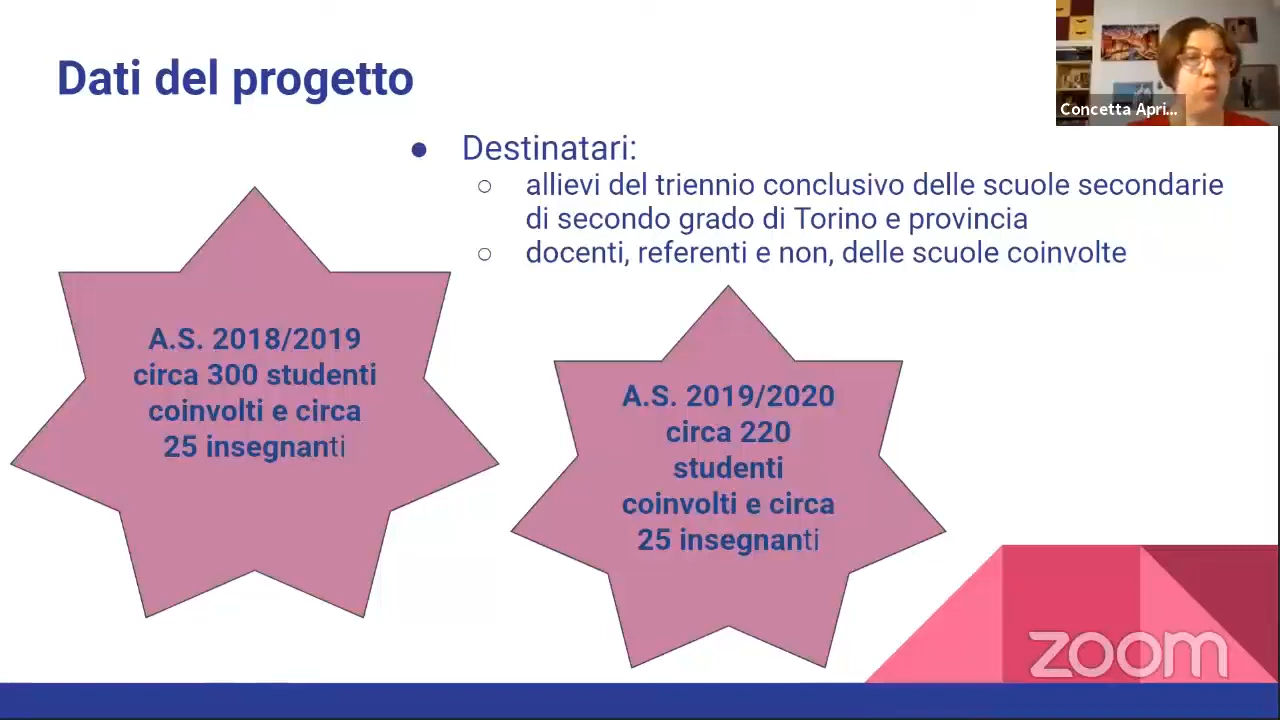 Dati del progetto
Concetta Apri...
● Destinatari:
○ allievi del triennio conclusivo delle scuole secondarie
di secondo grado di Torino e provincia
○ docenti, referenti e non, delle scuole coinvolte
A.S. 2018/2019
circa 300 studenti
coinvolti e circa
25 insegnanti
A.S. 2019/2020
circa 220
studenti
coinvolti e circa
25 insegnanti
zoom